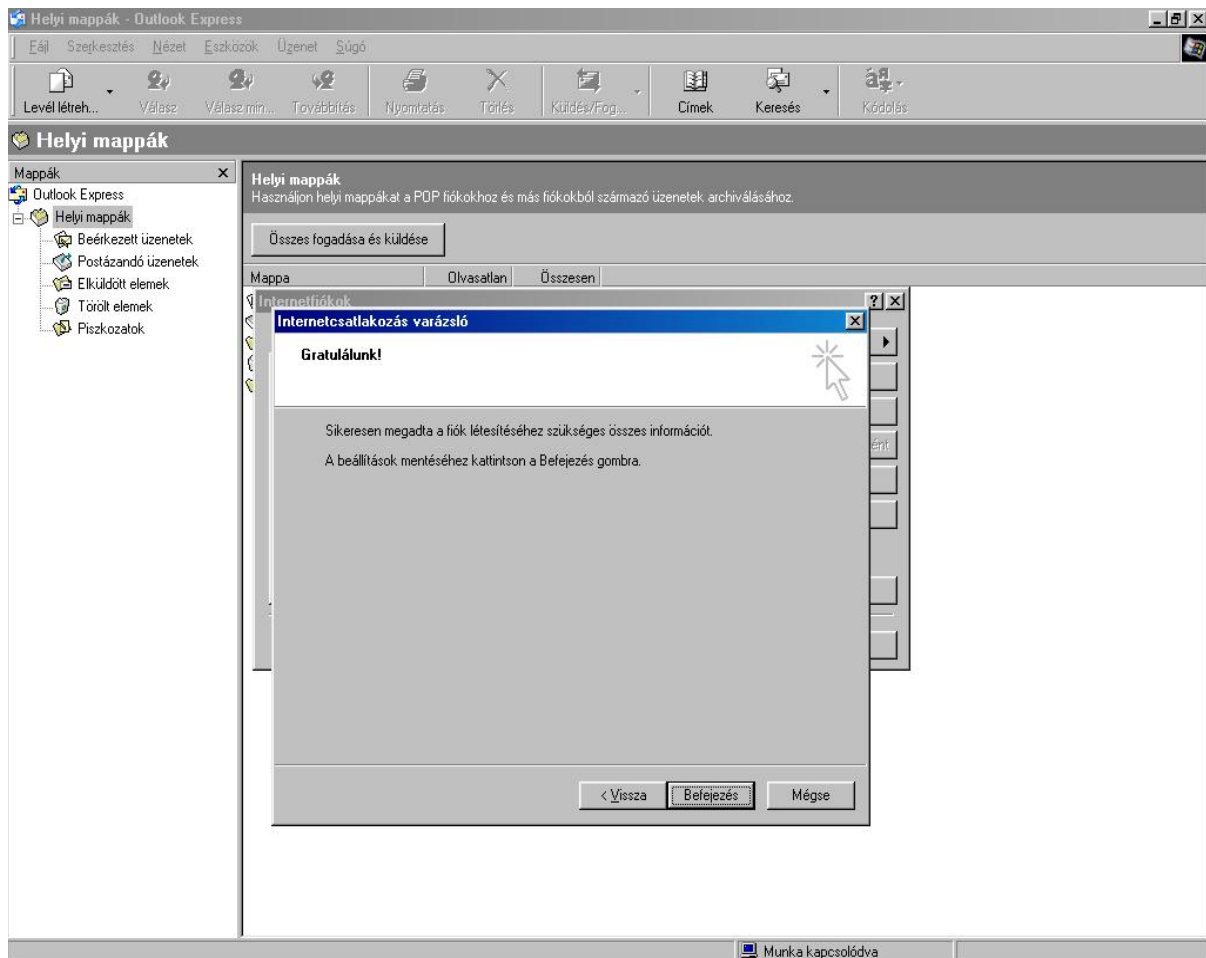 Helyi mappák - Outlook Express
Fájl Szerkesztés Nézet Eszközök Üzenet Súgó
Levél létreh... Válasz Válasz min... Továbbítás Nyomtatás Törlés Küldés/Fog... Címek Keresés Kódolás
Helyi mappák
Mappák
Outlook Express
Helyi mappák
Beérkezett üzenetek
Postázandó üzenetek
Elküldött elemek
Törölt elemek
Piszkozatok
Helyi mappák
Használjon helyi mappákat a POP fiókokhoz és más fiókokból származó üzenetek archiválásához.
Összes fogadása és küldése
Mappa Olvasatlan Összesen
Internetfiókok
Internetcsatlakozás varázsló
Gratulálunk!
Sikeresen megadta a fiók létesítéséhez szükséges összes információt.
A beállítások mentéséhez kattintson a Befejezés gombra.
ént
< Vissza Befejezés Mégse
Munka kapcsolódva